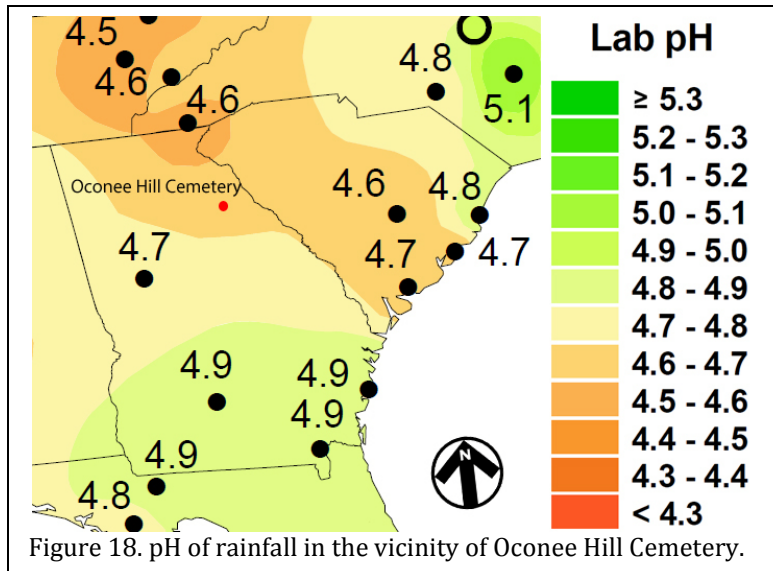 4.5
4.6
4.6
4.8
5.1
Oconee Hill Cemetery
4.6
4.8
4.7
4.7
4.7
4.9
4.9
4.9
4.9
4.8
N
Lab pH
≥ 5.3
5.2 - 5.3
5.1 - 5.2
5.0 - 5.1
4.9 - 5.0
4.8 - 4.9
4.7 - 4.8
4.6 - 4.7
4.5 - 4.6
4.4 - 4.5
4.3 - 4.4
< 4.3
Figure 18. pH of rainfall in the vicinity of Oconee Hill Cemetery.